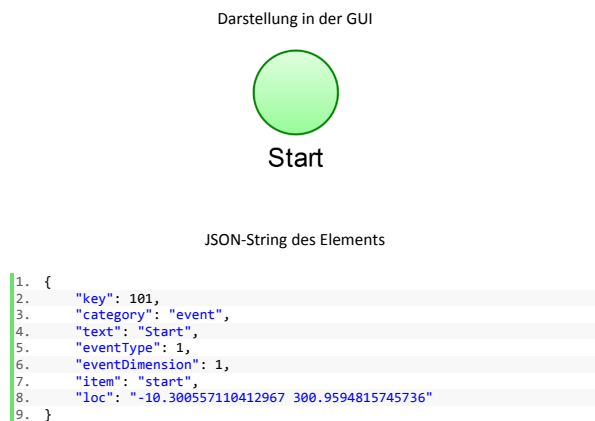 Darstellung in der GUI
Start
JSON-String des Elements
1. {
2. "key": 101,
3. "category": "event",
4. "text": "Start",
5. "eventType": 1,
6. "eventDimension": 1,
7. "item": "start",
8. "loc": "-10.300557110412967 300.9594815745736"
9. }